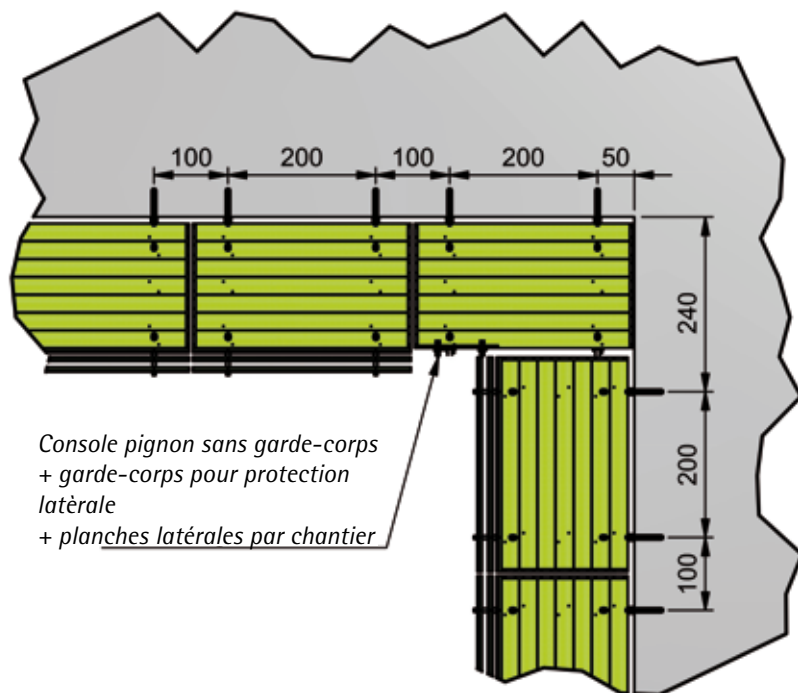 100 200 100 200 50
240
200
100
Console pignon sans garde-corps
+ garde-corps pour protection
latèrale
+ planches latérales par chantier